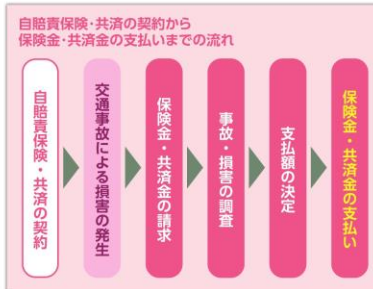 自賠責保険・共済の契約から
保険金・共済金の支払いまでの流れ
自賠責保険・共済の契約
交通事故による損害の発生
保険金・共済金の請求
事故・損害の調査
支払額の決定
保険金・共済金の支払い